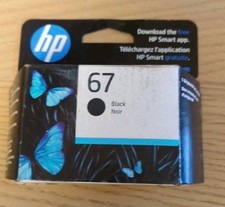 hp
Download the free
HP Smart app.
Téléchargez l'application
HP Smart gratuite.
67
Black
Noir